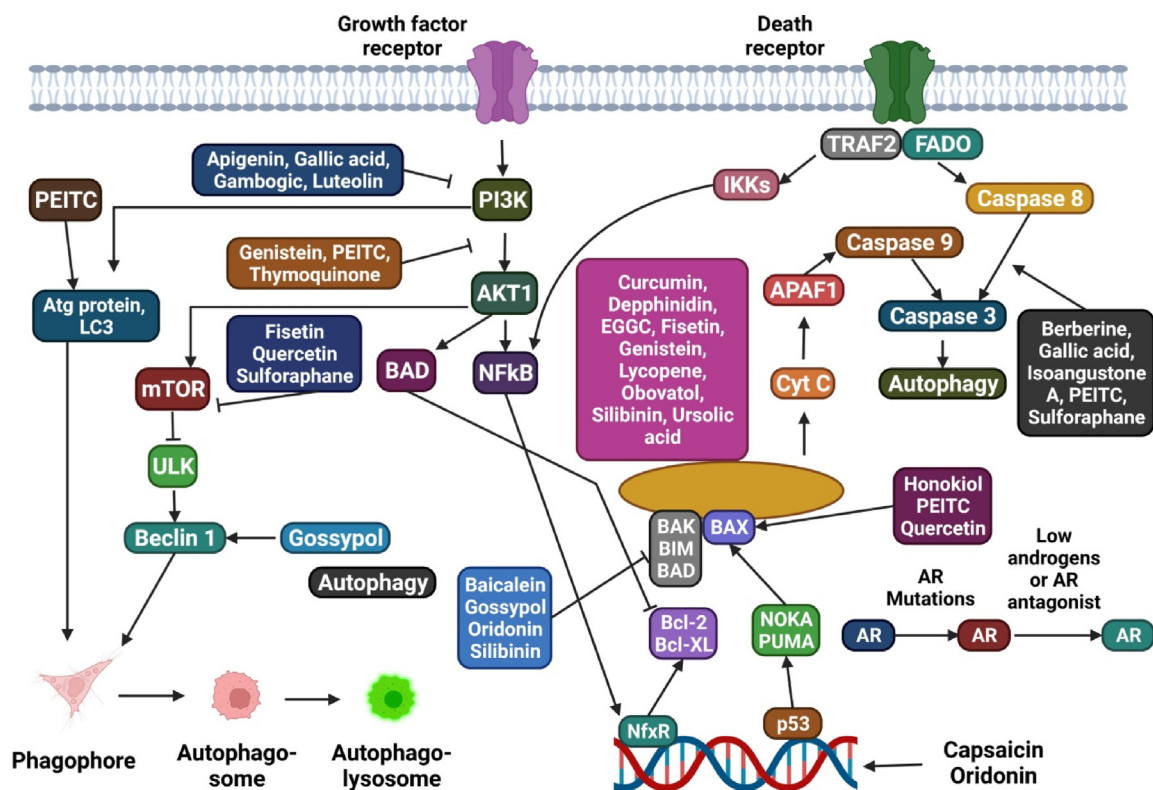 Growth factor
receptor
Death
receptor
TRAF2
FADO
Apigenin, Gallic acid,
Gambogic, Luteolin
PEITC
PI3K
IKKs
Caspase 8
Genistein, PEITC,
Thymoquinone
Caspase 9
Curcumin,
Depphinidin,
EGGC, Fisetin,
Genistein,
Lycopene,
Obovatol,
Silibinin, Ursolic
acid
APAF1
AKT1
Atg protein,
LC3
Caspase 3
Berberine,
Gallic acid,
Isoangustone
A, PEITC,
Sulforaphane
Fisetin
Quercetin
Sulforaphane
BAD
NFkB
mTOR
Cyt C
Autophagy
ULK
Honokiol
PEITC
Quercetin
Beclin 1
Gossypol
BAK
BIM
BAD
BAX
Autophagy
Baicalein
Gossypol
Oridonin
Silibinin
Bcl-2
Bcl-XL
NOKA
PUMA
AR
Mutations
Low
androgens
or AR
antagonist
AR
AR
AR
NfxR
p53
Phagophore
Autophago-
some
Autophago-
lysosome
Capsaicin
Oridonin